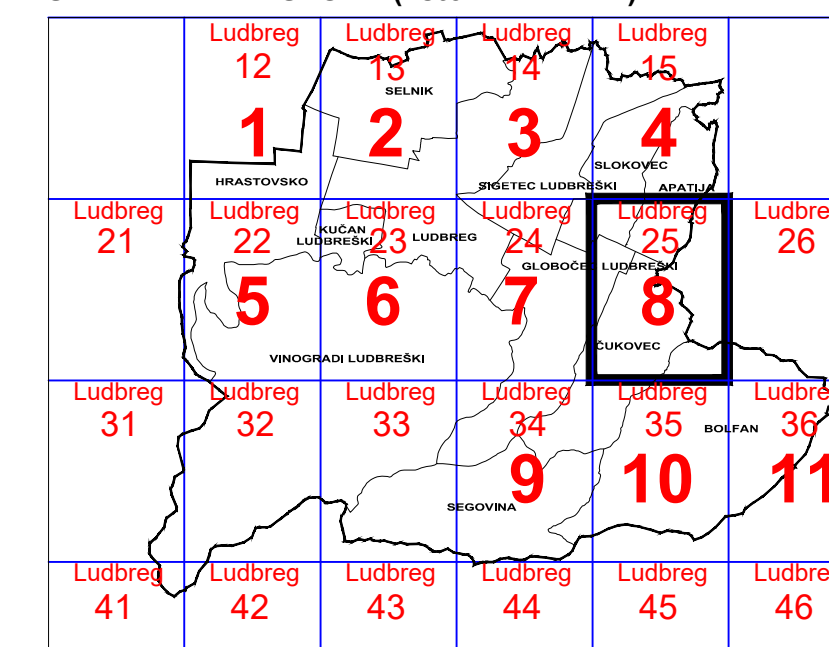 Ludbreg Ludbreg Ludbreg Ludbreg
12 13 14 15
SELNIK
1 2 3 4
SLOKOVEC
HRASTOVSKO SIGETEC LUDBREŠKI APATIJA
Ludbreg Ludbreg Ludbreg Ludbreg Ludbreg
21 22 23 24 25 26
KUČAN
LUDBREŠKI LUDBREG
GLOBOČEC LUDBREŠKI
5 6 7 8
ČUKOVEC
VINOGRADI LUDBREŠKI
Ludbreg Ludbreg Ludbreg Ludbreg Ludbreg
31 32 33 34 35 36
BOLFAN
9 10 11
SEGOVINA
Ludbreg Ludbreg Ludbreg Ludbreg Ludbreg
41 42 43 44 45 46